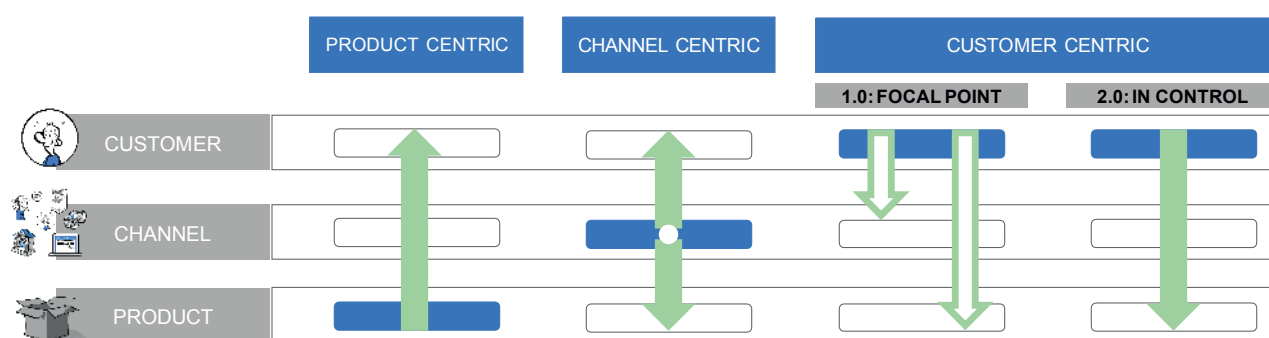 PRODUCT CENTRIC
CHANNEL CENTRIC
CUSTOMER CENTRIC
1.0: FOCAL POINT
2.0: IN CONTROL
CUSTOMER
CHANNEL
PRODUCT